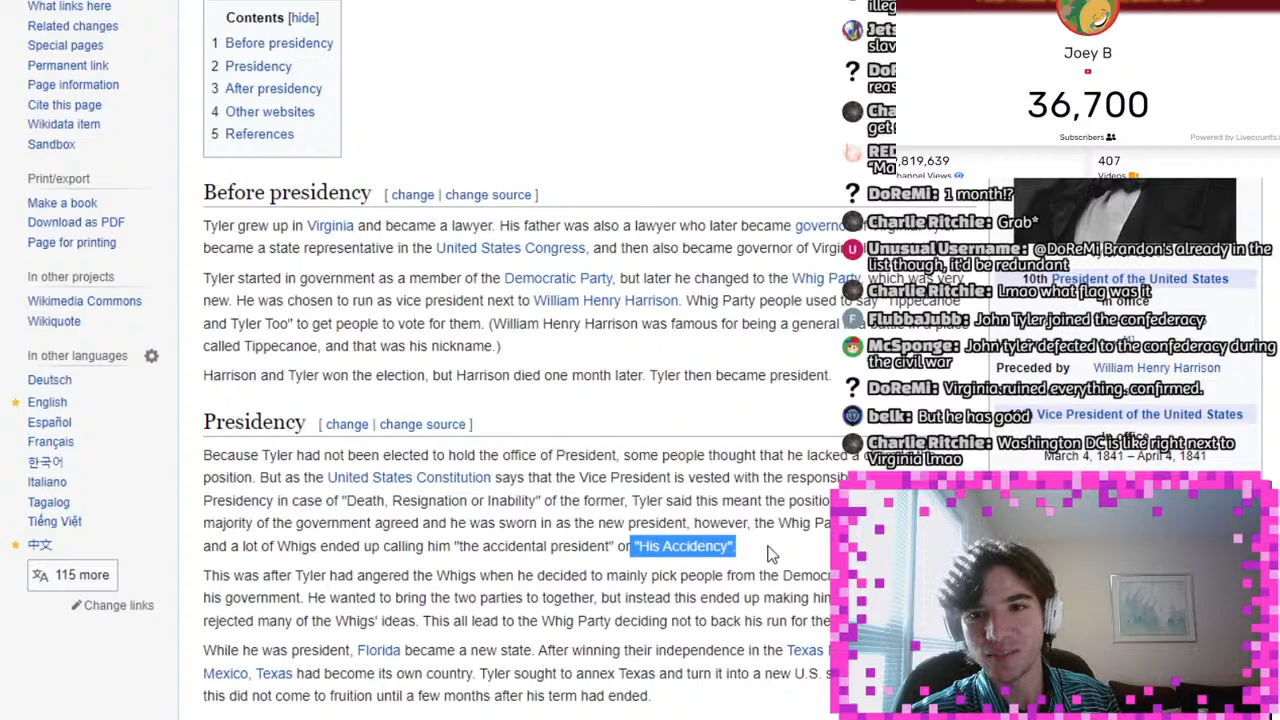 What links here
Related changes
Special pages
Permanent link
Page information
Cite this page
Wikidata item
Sandbox
Print/export
Make a book
Download as PDF
Page for printing
In other projects
Wikimedia Commons
Wikiquote
In other languages
Deutsch
English
Español
Français
한국어
Italiano
Tagalog
Tiếng Việt
中文
115 more
Change links
Contents [hide]
1 Before presidency
2 Presidency
3 After presidency
4 Other websites
5 References
Before presidency [ change | change source ]
Tyler grew up in Virginia and became a lawyer. His father was also a lawyer who later became
became a state representative in the United States Congress, and then also became governor of
Tyler started in government as a member of the Democratic Party, but later he changed to the Whig Party, which was very
new. He was chosen to run as vice president next to William Henry Harrison. Whig Party people used to say "Tippecanoe
and Tyler Too" to get people to vote for them. (William Henry Harrison was famous for being a general in a battle in a place
called Tippecanoe, and that was his nickname.)
Harrison and Tyler won the election, but Harrison died one month later. Tyler then became president.
Presidency [ change | change source ]
Because Tyler had not been elected to hold the office of President, some people thought that he lacked a
position. But as the United States Constitution says that the Vice President is vested with the
Presidency in case of "Death, Resignation or Inability" of the former, Tyler said this meant the
majority of the government agreed and he was sworn in as the new president, however, the Whig
and a lot of Whigs ended up calling him "the accidental president" or "His Accidency".
This was after Tyler had angered the Whigs when he decided to mainly pick people from the
his government. He wanted to bring the two parties to together, but instead this ended up making
rejected many of the Whigs' ideas. This all lead to the Whig Party deciding not to back his run for
While he was president, Florida became a new state. After winning their independence in the Texas
Mexico, Texas had become its own country. Tyler sought to annex Texas and turn it into a new U.S.
this did not come to fruition until a few months after his term had ended.
Joey B
36,700
Subscribers
Powered by Livecounts.
,819,639
407
Videos
DoReMi: 1 month!?
Charlie Ritchie: Grab*
Unusual Username: @DoReMi Brandon's already in the
list though, it'd be redundant
10th President of the United States
Charlie Ritchie: Lmao what flag was it
In office
FlubbaJubb: John Tyler joined the confederacy
McSponge: John tyler defected to the confederacy during
the civil war
Preceded by William Henry Harrison
DoReMi: Virginia ruined everything. confirmed.
belk: But he has good
Vice President of the United States
Charlie Ritchie: Washington DC is like right next to
Virginia lmao
March 4, 1841 – April 4, 1841